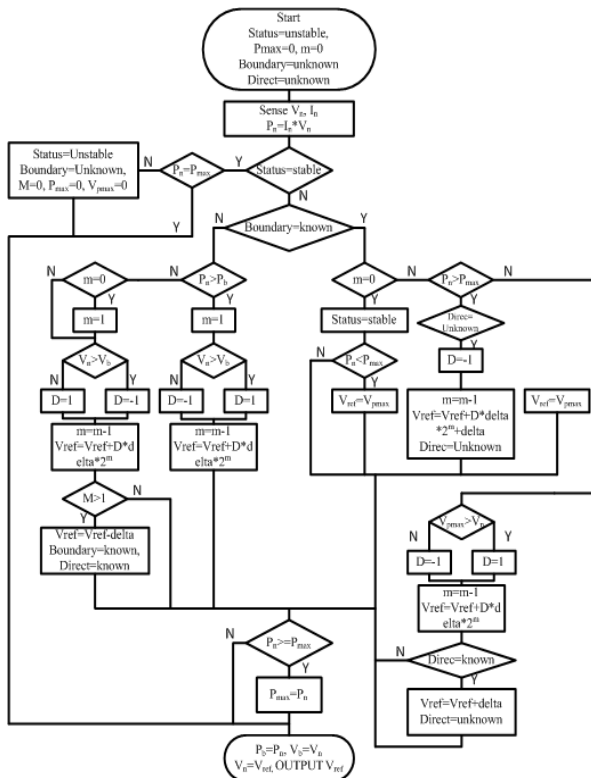 Start
Status=unstable,
Pmax=0, m=0
Boundary=unknown
Direct=unknown
Sense Vn, In
Pn=In*Vn
Status=Unstable
Boundary=Unknown,
M=0, Pmax=0, Vpmax=0
N
Pn=Pmax
Y
Status=stable
Y
N
N
Boundary=known
Y
N
m=0
N
Pn>Pb
m=0
N
Pn>Pmax
N
Y
m=1
Y
m=1
Y
Status=stable
Y
Direc=
Unknown
Vn>Vb
N
Y
Vn>Vb
N
Y
N
Pn<Pmax
Y
Y
D=-1
D=1
D=-1
D=-1
D=1
Vref=Vpmax
m=m-1
Vref=Vref+D*delta
*2^m+delta
Direc=Unknown
Vref=Vpmax
m=m-1
Vref=Vref+D*d
elta*2^m
m=m-1
Vref=Vref+D*d
elta*2^m
M>1
N
Y
Vref=Vref-delta
Boundary=known,
Direct=known
Vpmax>Vn
N
Y
D=-1
D=1
m=m-1
Vref=Vref+D*d
elta*2^m
N
Direc=known
Y
Vref=Vref+delta
Direct=unknown
N
Pn>=Pmax
Y
Pmax=Pn
Pb=Pn, Vb=Vn
Vn=Vref, OUTPUT Vref